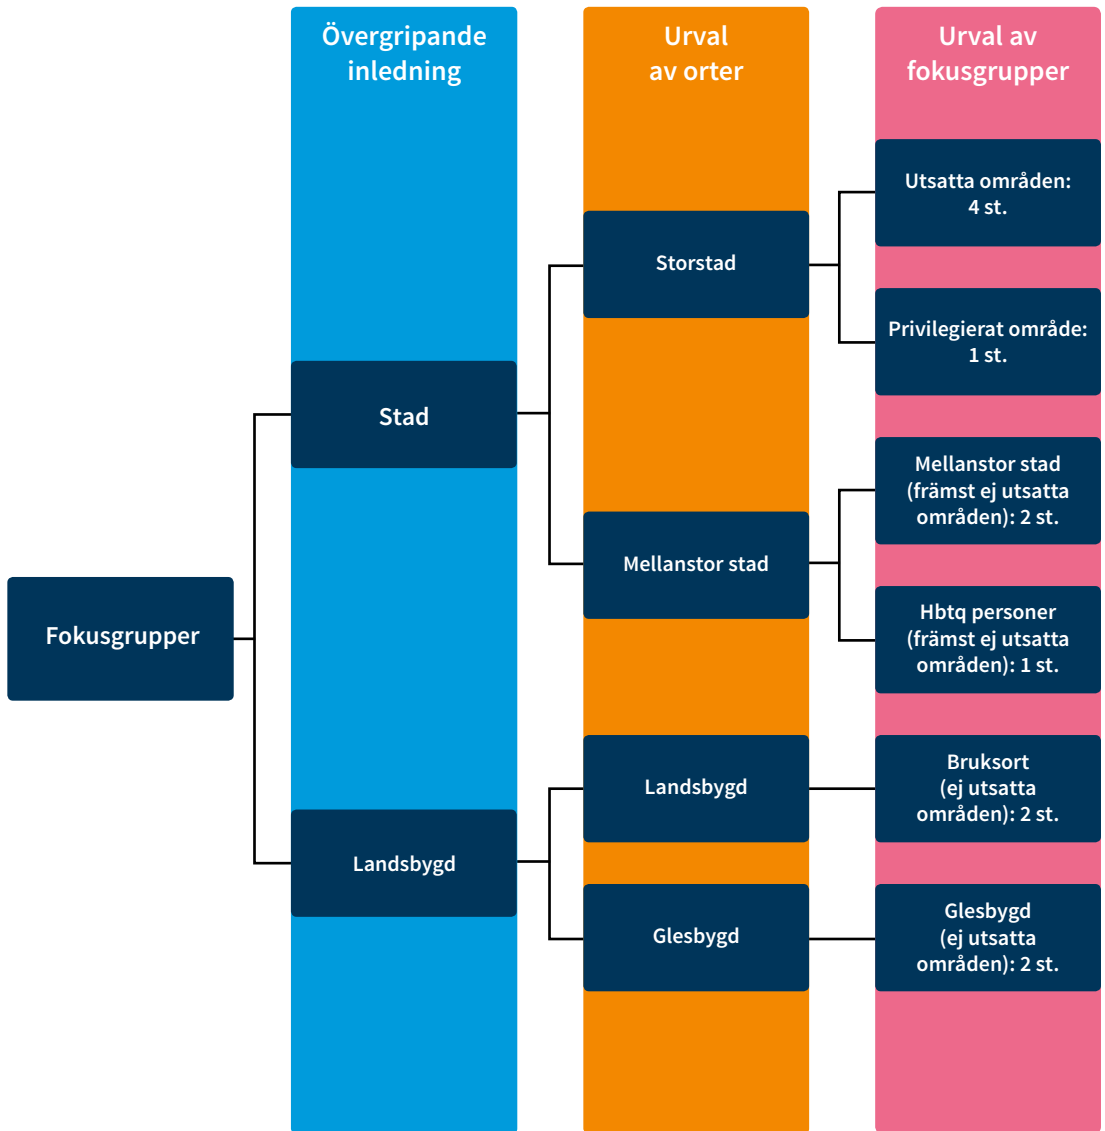 Övergripande
inledning
Urval
av orter
Urval av
fokusgrupper
Fokusgrupper
Stad
Landsbygd
Storstad
Mellanstor stad
Landsbygd
Glesbygd
Utsatta områden:
4 st.
Privilegierat område:
1 st.
Mellanstor stad
(främst ej utsatta
områden): 2 st.
Hbtq personer
(främst ej utsatta
områden): 1 st.
Bruksort
(ej utsatta
områden): 2 st.
Glesbygd
(ej utsatta
områden): 2 st.